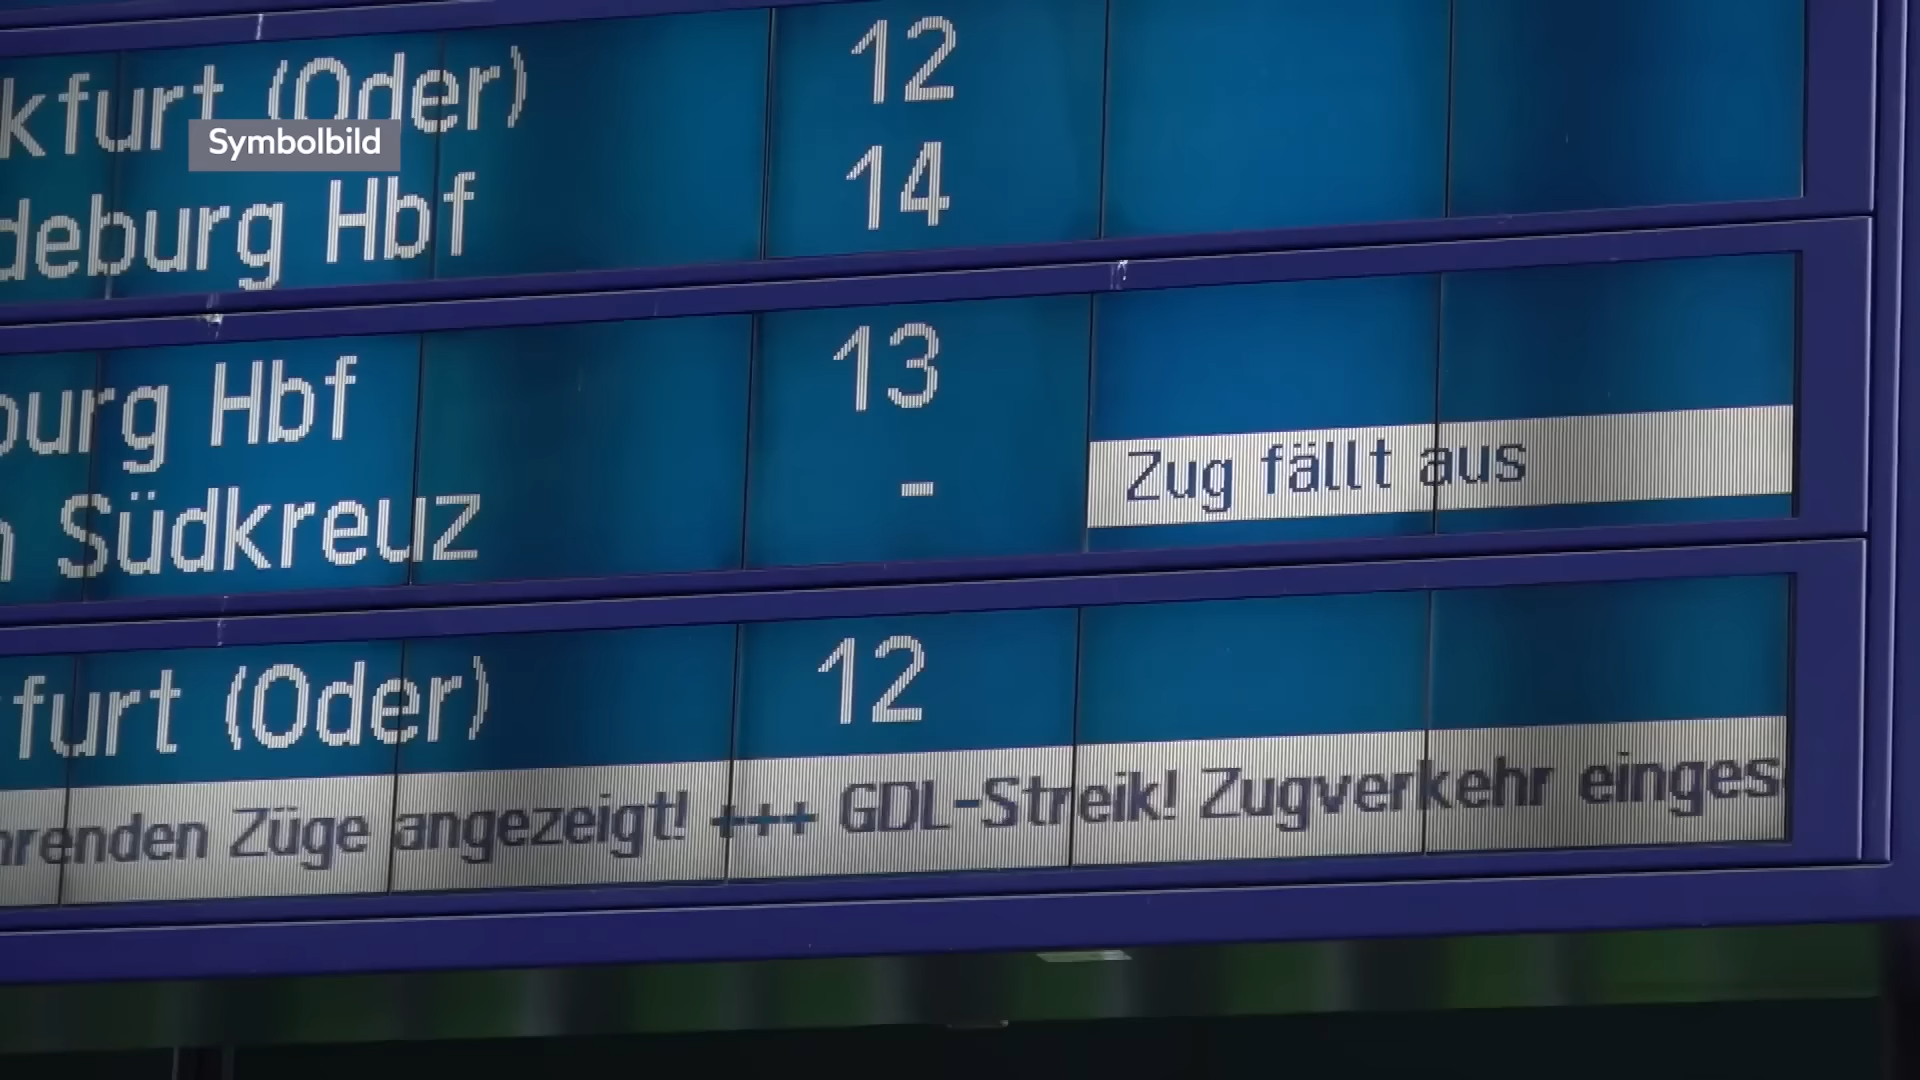 kfurt (Oder) 12
Symbolbild
deburg Hbf 14
burg Hbf 13
Südkreuz - Zug fällt aus
furt (Oder) 12
hrenden Züge angezeigt! +++ GDL-Streik! Zugverkehr einges